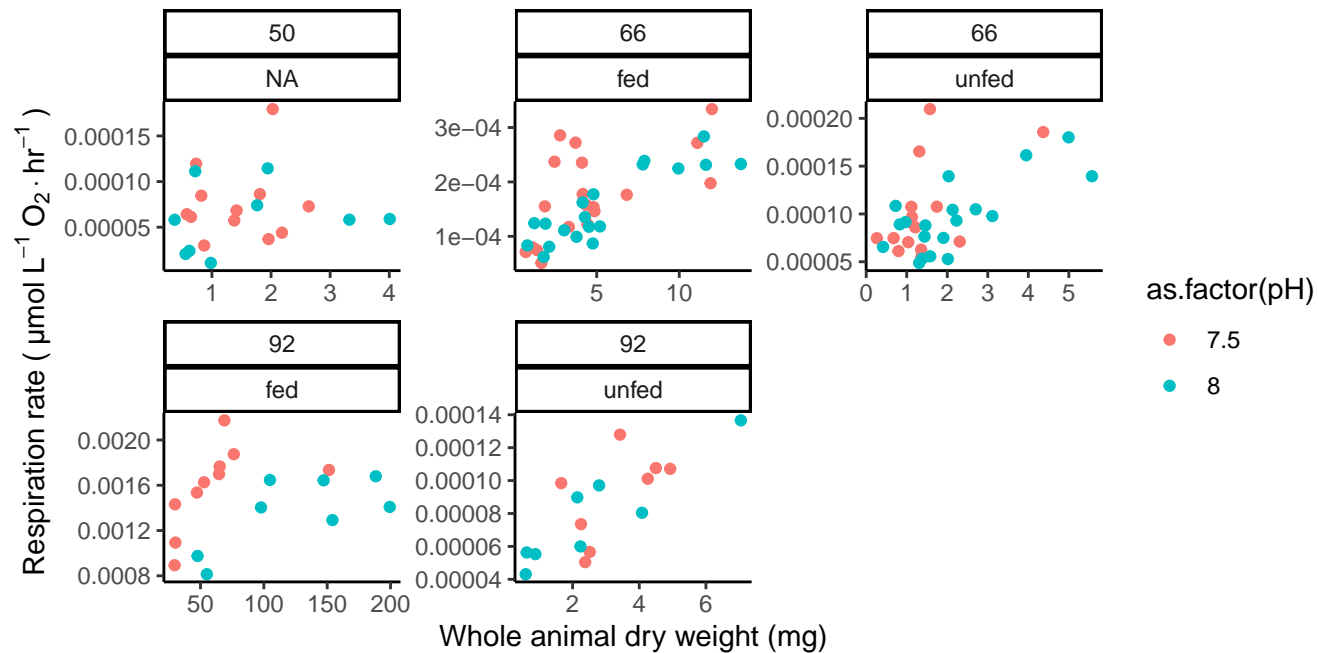 50
NA
0.00015
0.00010
0.00005
1 2 3 4
66
fed
3e−04
2e−04
1e−04
5 10
66
unfed
0.00020
0.00015
0.00010
0.00005
0 1 2 3 4 5
92
fed
0.0020
0.0016
0.0012
0.0008
50 100 150 200
92
unfed
0.00014
0.00012
0.00010
0.00008
0.00006
0.00004
2 4 6
Respiration rate ( μmol L⁻¹ O₂ · hr⁻¹ )
Whole animal dry weight (mg)
as.factor(pH)
7.5
8